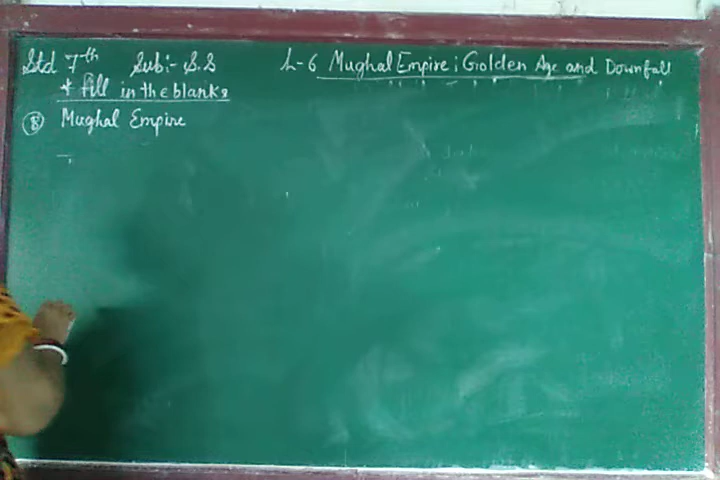 Std 7th Sub:- S.S L-6 Mughal Empire ; Golden Age and Downfall
* fill in the blanks
(8) Mughal Empire